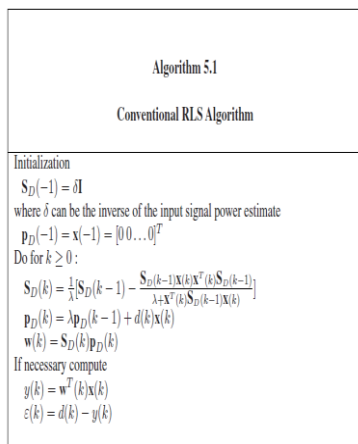 Algorithm 5.1
Conventional RLS Algorithm
Initialization
S_D(−1) = δI
where δ can be the inverse of the input signal power estimate
p_D(−1) = x(−1) = [0 0 … 0]^T
Do for k ≥ 0 :
S_D(k) = 1/λ [S_D(k − 1) − (S_D(k−1)x(k)x^T(k)S_D(k−1))/(λ+x^T(k)S_D(k−1)x(k))]
p_D(k) = λp_D(k − 1) + d(k)x(k)
w(k) = S_D(k)p_D(k)
If necessary compute
y(k) = w^T(k)x(k)
ε(k) = d(k) − y(k)